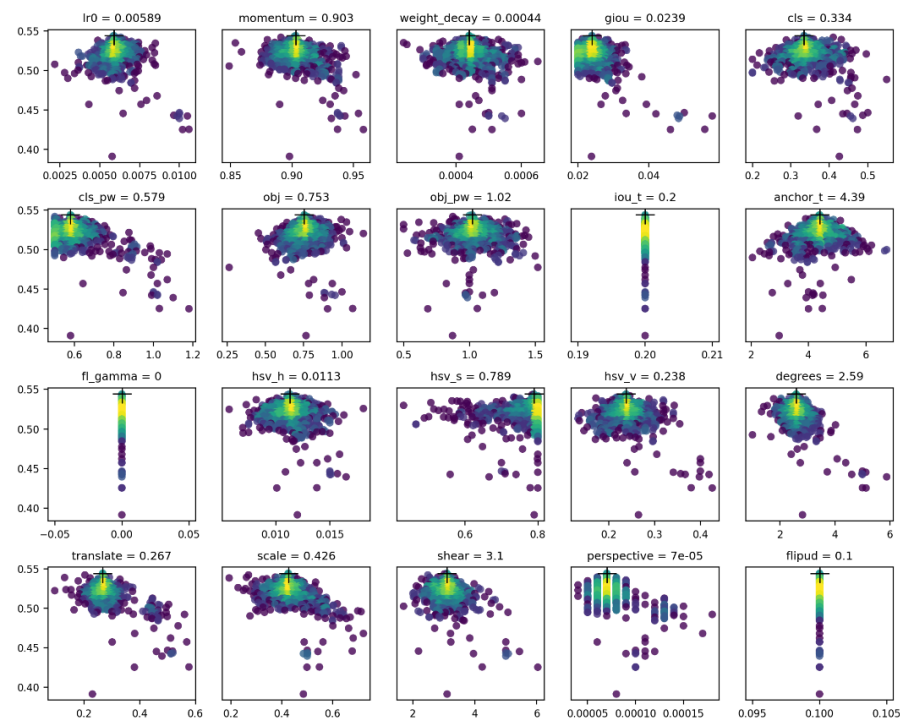 lr0 = 0.00589 momentum = 0.903 weight_decay = 0.00044 giou = 0.0239 cls = 0.334
0.55
0.50
0.45
0.40
0.0025 0.0050 0.0075 0.0100 0.85 0.90 0.95 0.0004 0.0006 0.02 0.04 0.2 0.3 0.4 0.5
cls_pw = 0.579 obj = 0.753 obj_pw = 1.02 iou_t = 0.2 anchor_t = 4.39
0.55
0.50
0.45
0.40
0.6 0.8 1.0 1.2 0.25 0.50 0.75 1.00 0.5 1.0 1.5 0.19 0.20 0.21 2 4 6
fl_gamma = 0 hsv_h = 0.0113 hsv_s = 0.789 hsv_v = 0.238 degrees = 2.59
0.55
0.50
0.45
0.40
−0.05 0.00 0.05 0.010 0.015 0.6 0.8 0.2 0.3 0.4 2 4 6
translate = 0.267 scale = 0.426 shear = 3.1 perspective = 7e-05 flipud = 0.1
0.55
0.50
0.45
0.40
0.2 0.4 0.6 0.2 0.4 0.6 2 4 6 0.00005 0.00010 0.00015 0.095 0.100 0.105